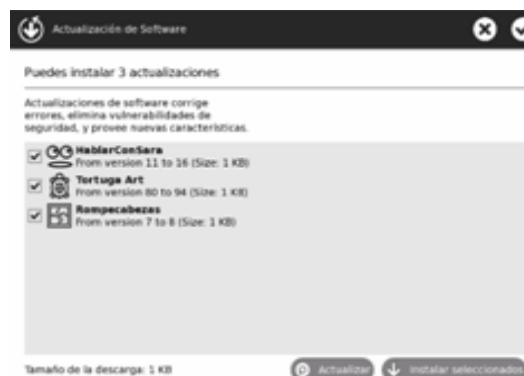 Actualización de Software
Puedes instalar 3 actualizaciones
Actualizaciones de software corrige
errores, elimina vulnerabilidades de
seguridad, y provee nuevas características.
HablarConSara
From version 11 to 16 (Size: 1 KB)
Tortuga Art
From version 80 to 94 (Size: 1 KB)
Rompecabezas
From version 7 to 8 (Size: 1 KB)
Tamaño de la descarga: 1 KB
Actualizar
Instalar seleccionados